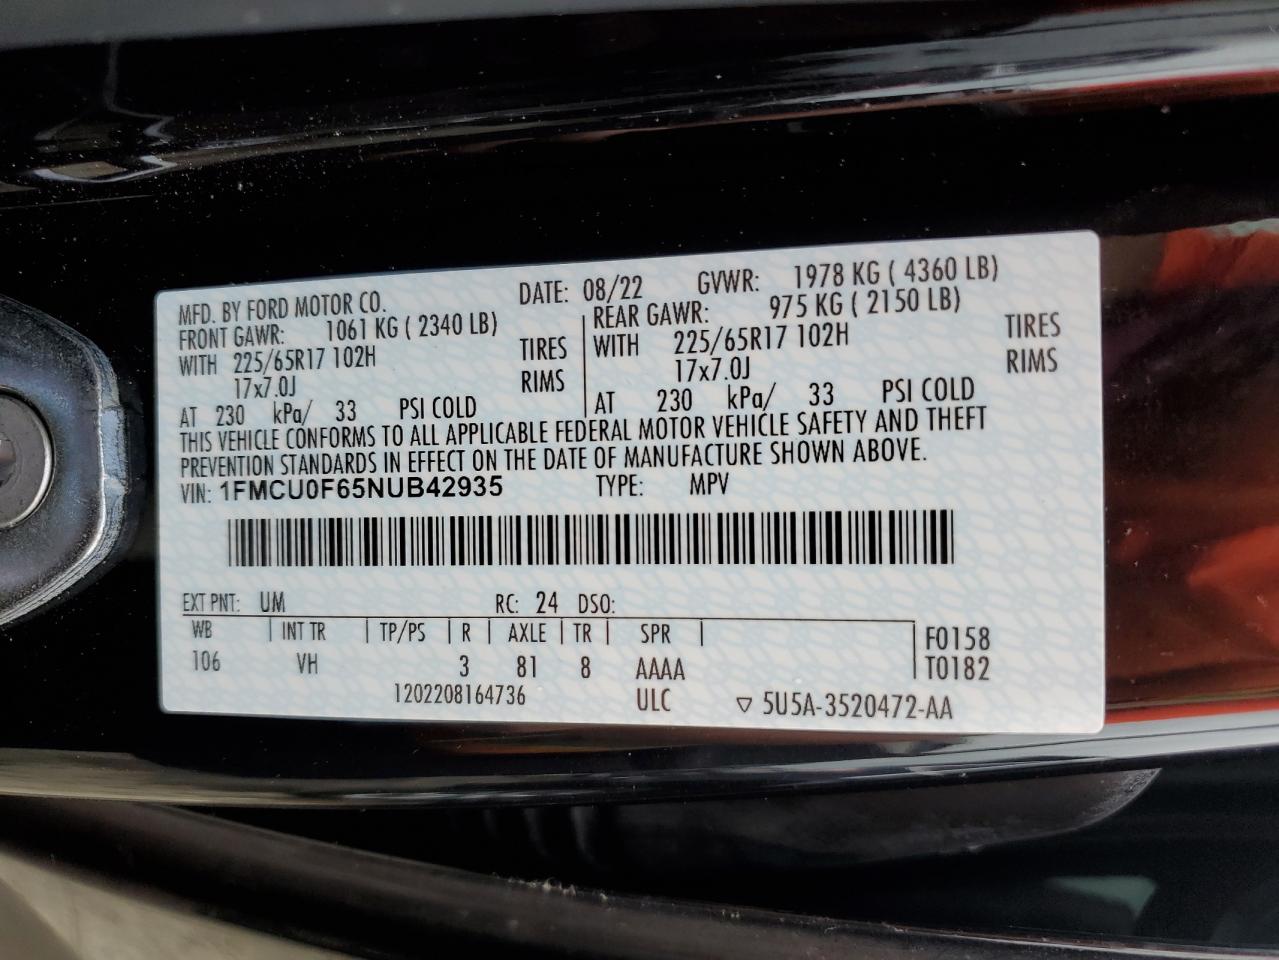 MFD. BY FORD MOTOR CO. DATE: 08/22 GVWR: 1978 KG ( 4360 LB)
FRONT GAWR: 1061 KG ( 2340 LB) REAR GAWR: 975 KG ( 2150 LB)
WITH 225/65R17 102H TIRES WITH 225/65R17 102H TIRES
17x7.0J RIMS 17x7.0J RIMS
AT 230 kPa/ 33 PSI COLD AT 230 kPa/ 33 PSI COLD
THIS VEHICLE CONFORMS TO ALL APPLICABLE FEDERAL MOTOR VEHICLE SAFETY AND THEFT
PREVENTION STANDARDS IN EFFECT ON THE DATE OF MANUFACTURE SHOWN ABOVE.
VIN: 1FMCU0F65NUB42935 TYPE: MPV
EXT PNT: UM RC: 24 DSO:
WB INT TR TP/PS R AXLE TR SPR F0158
106 VH 3 81 8 AAAA T0182
1202208164736 ULC ▽ 5U5A-3520472-AA